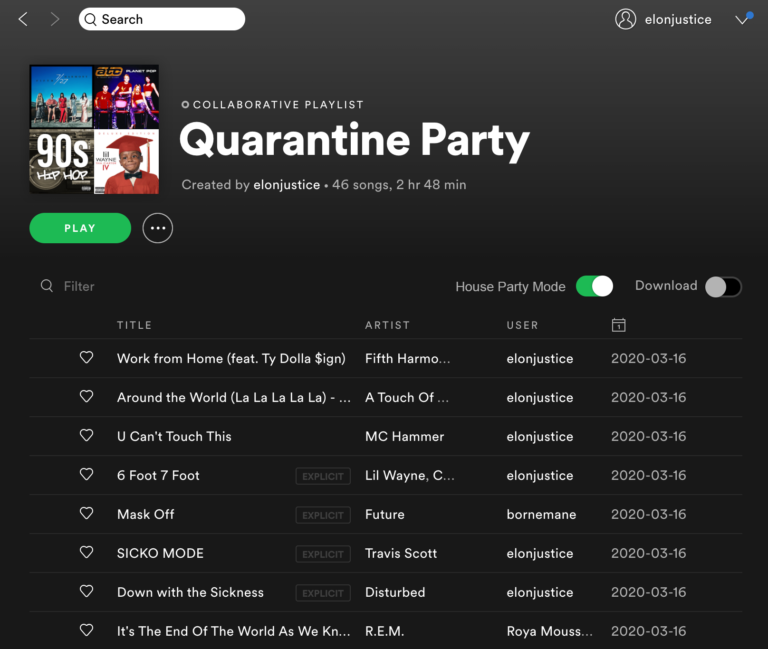 Search
elonjustice
COLLABORATIVE PLAYLIST
Quarantine Party
Created by elonjustice • 46 songs, 2 hr 48 min
7/27
atc PLANET POP
90s
HIP HOP
lil
WAYNE
IV
PLAY
Filter
House Party Mode
Download
TITLE ARTIST USER
Work from Home (feat. Ty Dolla $ign) Fifth Harmo... elonjustice 2020-03-16
Around the World (La La La La La) - ... A Touch Of ... elonjustice 2020-03-16
U Can't Touch This MC Hammer elonjustice 2020-03-16
6 Foot 7 Foot EXPLICIT Lil Wayne, C... elonjustice 2020-03-16
Mask Off EXPLICIT Future bornemane 2020-03-16
SICKO MODE EXPLICIT Travis Scott elonjustice 2020-03-16
Down with the Sickness EXPLICIT Disturbed elonjustice 2020-03-16
It's The End Of The World As We Kn... R.E.M. Roya Mouss... 2020-03-16